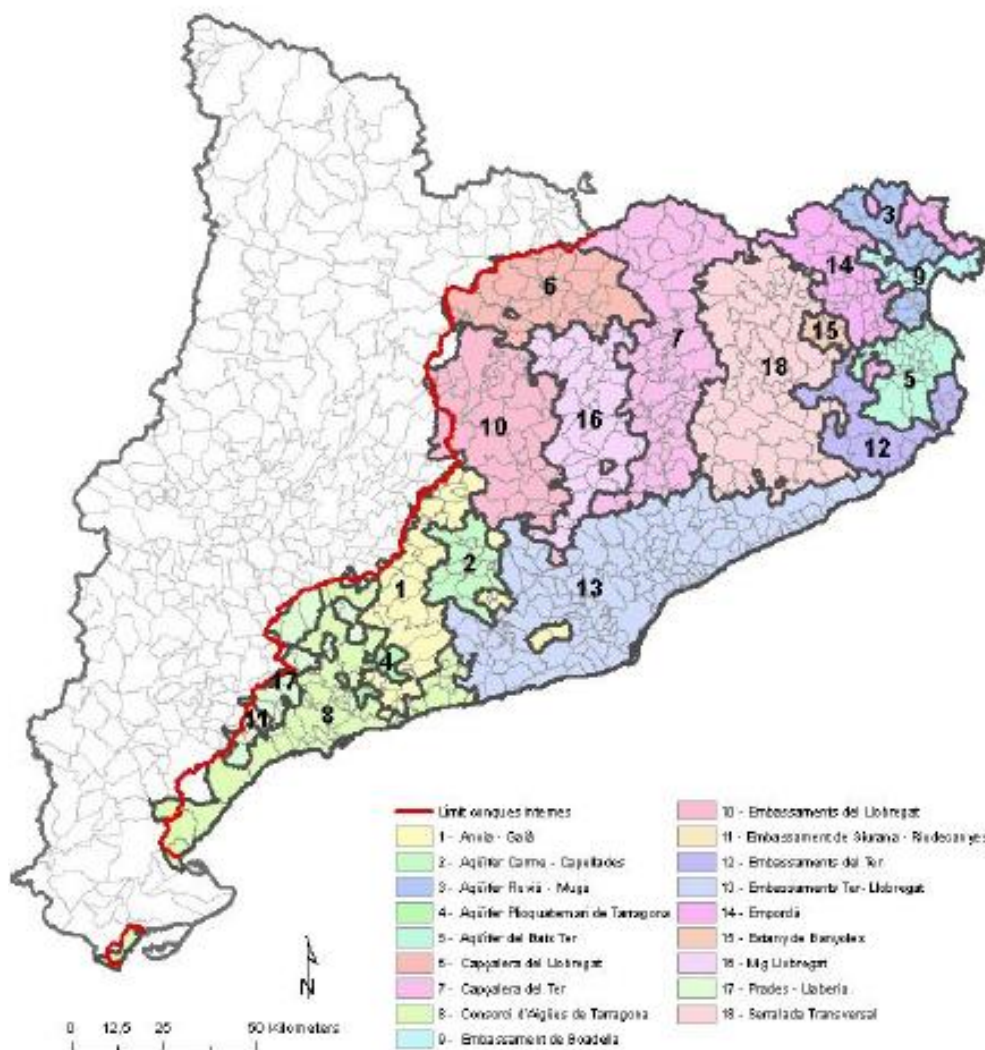 3
14
9
6
15
7
18
5
10
16
12
2
1
13
4
17
11
8
Límit conques internes
1 - Anoia - Gaià
2 - Aqüífer Carme - Capellades
3 - Aqüífer Fluvià - Muga
4 - Aqüífer Plioquaternari de Tarragona
5 - Aqüífer del Baix Ter
6 - Capçalera del Llobregat
7 - Capçalera del Ter
8 - Consorci d'Aigües de Tarragona
9 - Embassament de Boadella
10 - Embassaments del Llobregat
11 - Embassament de Siurana - Riudecanyes
12 - Embassaments del Ter
13 - Embassaments Ter-Llobregat
14 - Empordà
15 - Estany de Banyoles
16 - Mig Llobregat
17 - Prades - Llaberia
18 - Serralada Transversal
N
0 12,5 25 50 Kilometers